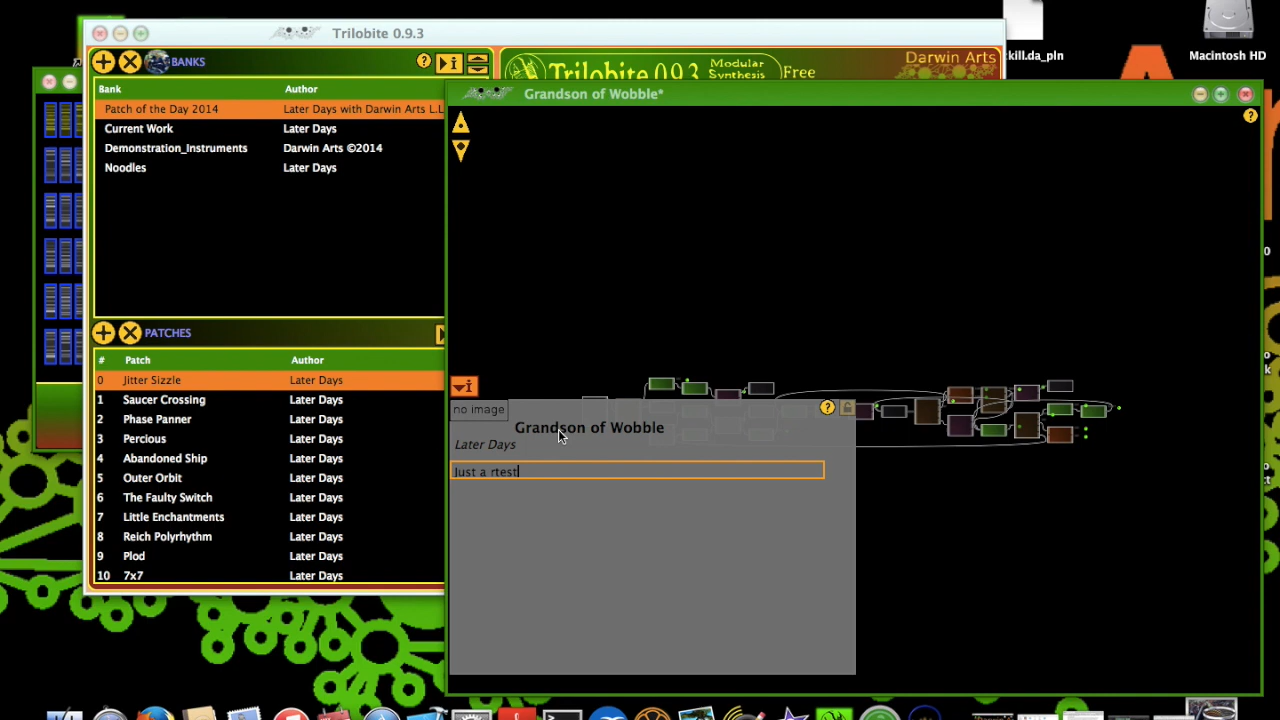 Trilobite 0.9.3
BANKS
?
i
Bank Author
Patch of the Day 2014 Later Days with Darwin Arts L.L
Current Work Later Days
Demonstration_Instruments Darwin Arts ©2014
Noodles Later Days
PATCHES
# Patch Author
0 Jitter Sizzle Later Days
1 Saucer Crossing Later Days
2 Phase Panner Later Days
3 Percious Later Days
4 Abandoned Ship Later Days
5 Outer Orbit Later Days
6 The Faulty Switch Later Days
7 Little Enchantments Later Days
8 Reich Polyrhythm Later Days
9 Plod Later Days
10 7x7 Later Days
Trilobite 0.9.3 Modular Synthesis Free
Darwin Arts
kill.da_pln
Macintosh HD
Grandson of Wobble*
?
i
no image
?
Grandson of Wobble
Later Days
Just a rtest